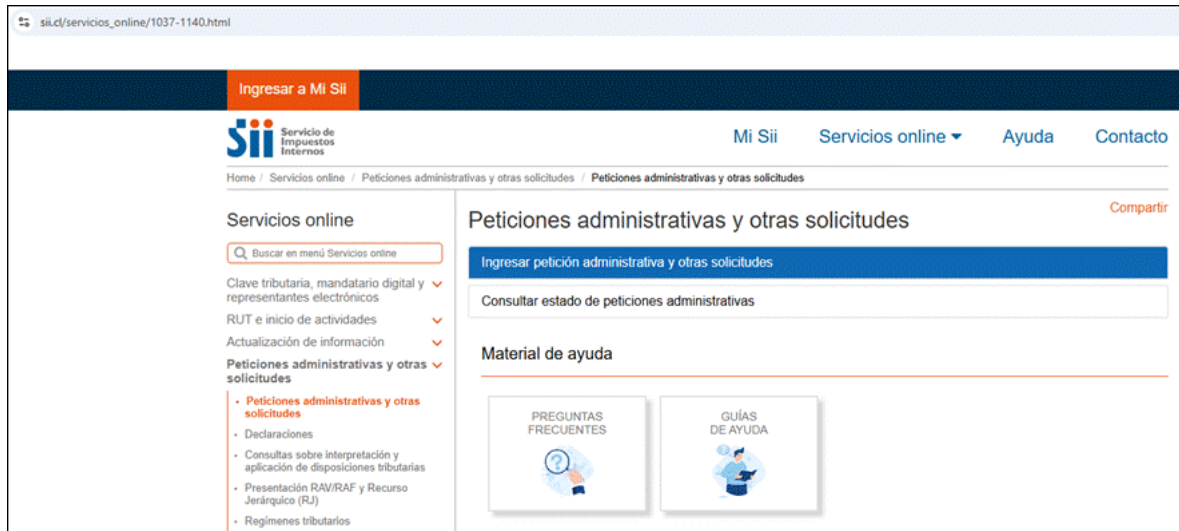 sii.cl/servicios_online/1037-1140.html
Ingresar a Mi Sii
Sii Servicio de
Impuestos
Internos
Mi Sii Servicios online Ayuda Contacto
Home / Servicios online / Peticiones administrativas y otras solicitudes / Peticiones administrativas y otras solicitudes
Servicios online
Buscar en menú Servicios online
Clave tributaria, mandatario digital y
representantes electrónicos
RUT e inicio de actividades
Actualización de información
Peticiones administrativas y otras
solicitudes
• Peticiones administrativas y otras
solicitudes
• Declaraciones
• Consultas sobre interpretación y
aplicación de disposiciones tributarias
• Presentación RAV/RAF y Recurso
Jerárquico (RJ)
• Regímenes tributarios
Compartir
Peticiones administrativas y otras solicitudes
Ingresar petición administrativa y otras solicitudes
Consultar estado de peticiones administrativas
Material de ayuda
PREGUNTAS
FRECUENTES
GUÍAS
DE AYUDA